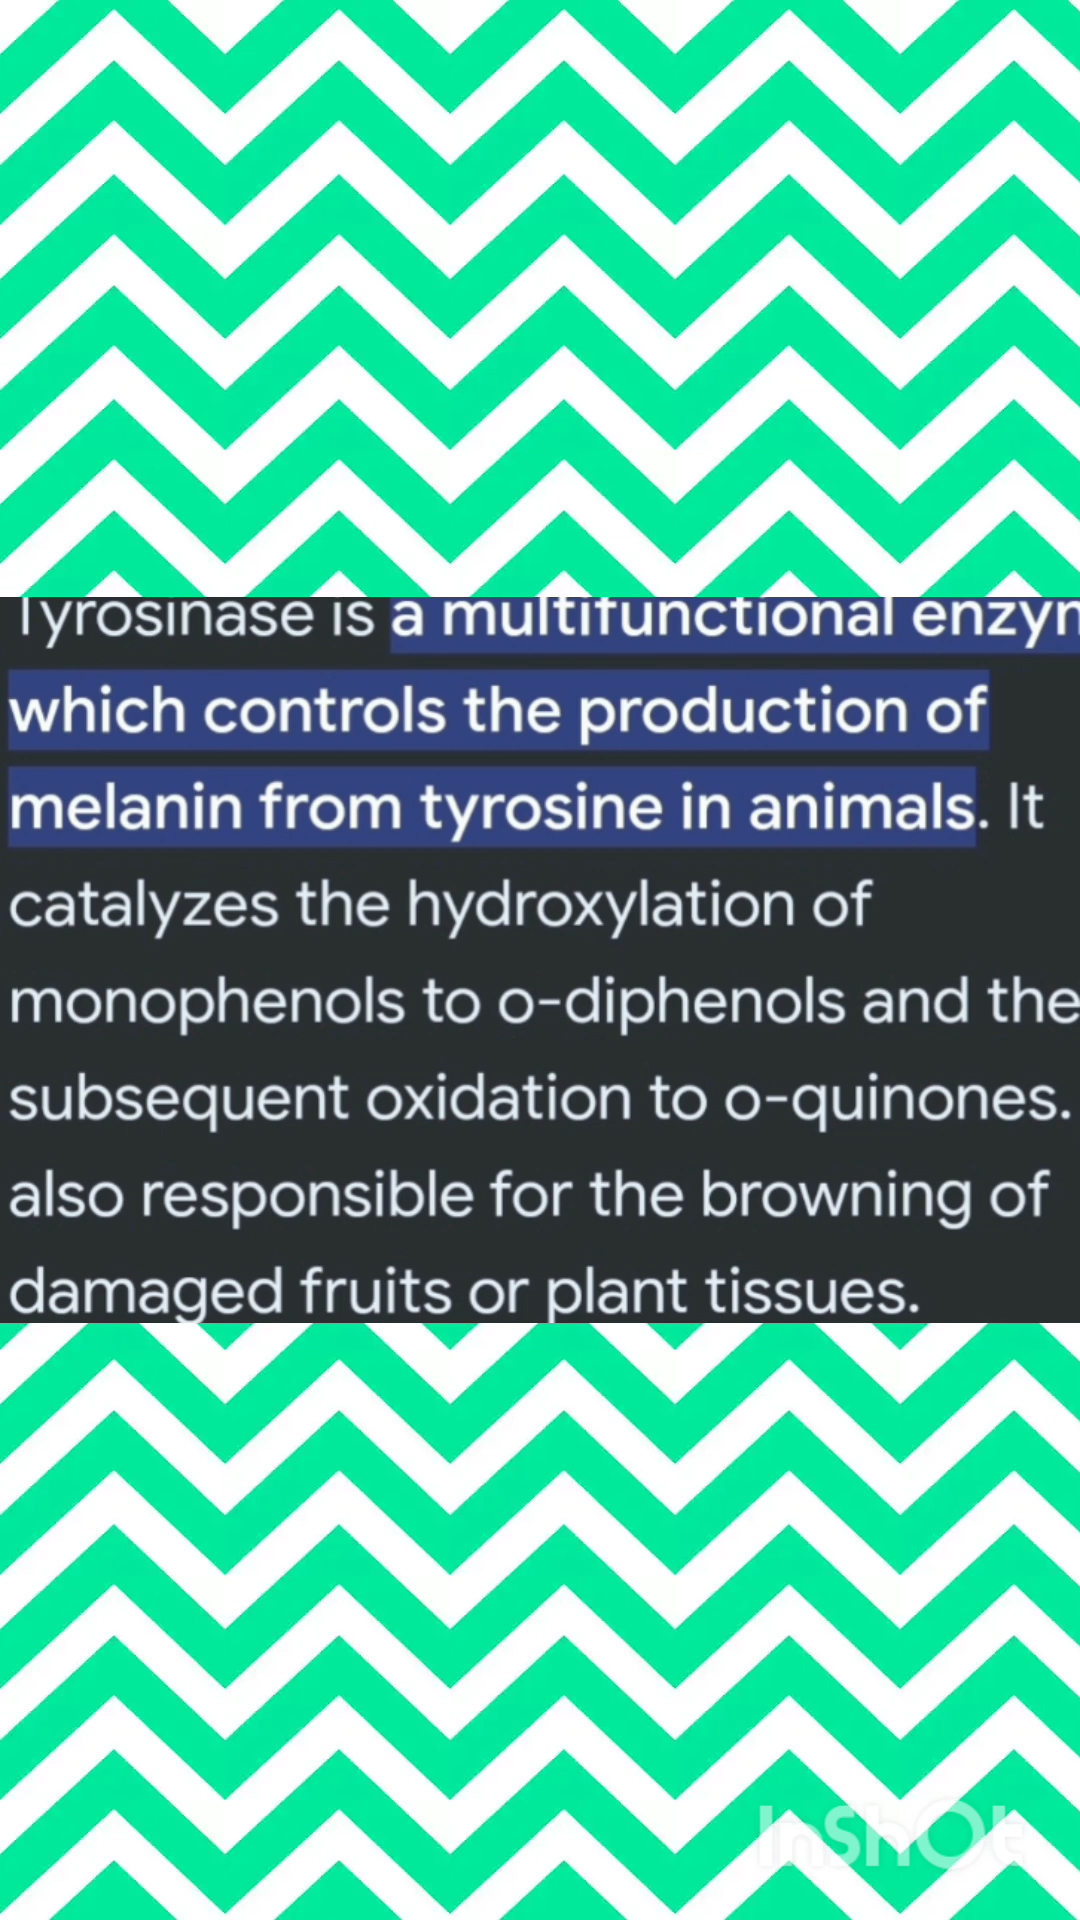 Tyrosinase is a multifunctional enzym
which controls the production of
melanin from tyrosine in animals. It
catalyzes the hydroxylation of
monophenols to o-diphenols and the
subsequent oxidation to o-quinones.
also responsible for the browning of
damaged fruits or plant tissues.
InShOt